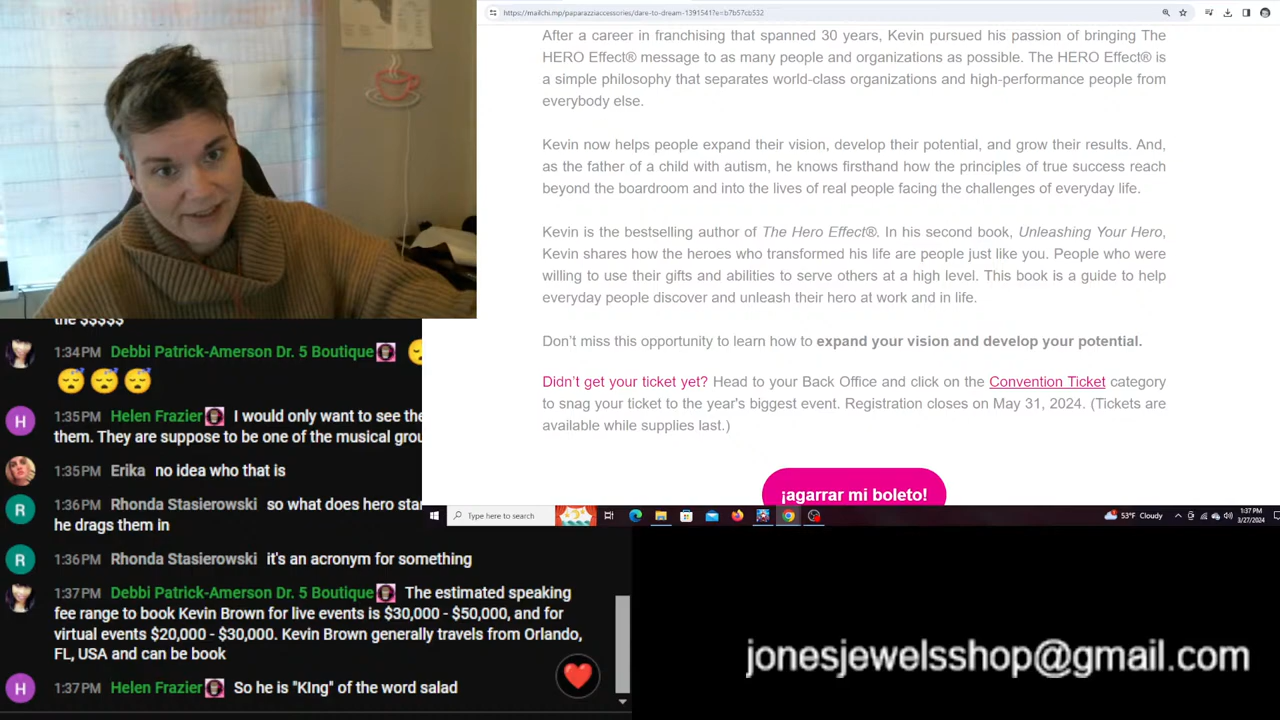 https://mailchi.mp/paparazziaccessories/dare-to-dream-13915417e=b7b57cb532
After a career in franchising that spanned 30 years, Kevin pursued his passion of bringing The
HERO Effect® message to as many people and organizations as possible. The HERO Effect® is
a simple philosophy that separates world-class organizations and high-performance people from
everybody else.
Kevin now helps people expand their vision, develop their potential, and grow their results. And,
as the father of a child with autism, he knows firsthand how the principles of true success reach
beyond the boardroom and into the lives of real people facing the challenges of everyday life.
Kevin is the bestselling author of The Hero Effect®. In his second book, Unleashing Your Hero,
Kevin shares how the heroes who transformed his life are people just like you. People who were
willing to use their gifts and abilities to serve others at a high level. This book is a guide to help
everyday people discover and unleash their hero at work and in life.
Don't miss this opportunity to learn how to expand your vision and develop your potential.
Didn't get your ticket yet? Head to your Back Office and click on the Convention Ticket category
to snag your ticket to the year's biggest event. Registration closes on May 31, 2024. (Tickets are
available while supplies last.)
¡agarrar mi boleto!
Type here to search
53°F Cloudy
1:37 PM
3/27/2024
the $$$$$
1:34PM Debbi Patrick-Amerson Dr. 5 Boutique
1:35PM Helen Frazier I would only want to see the
them. They are suppose to be one of the musical grou
1:35PM Erika no idea who that is
1:36PM Rhonda Stasierowski so what does hero star
he drags them in
1:36PM Rhonda Stasierowski it's an acronym for something
1:37PM Debbi Patrick-Amerson Dr. 5 Boutique The estimated speaking
fee range to book Kevin Brown for live events is $30,000 - $50,000, and for
virtual events $20,000 - $30,000. Kevin Brown generally travels from Orlando,
FL, USA and can be book
1:37PM Helen Frazier So he is "KIng" of the word salad
H
R
R
H
jonesjewelsshop@gmail.com